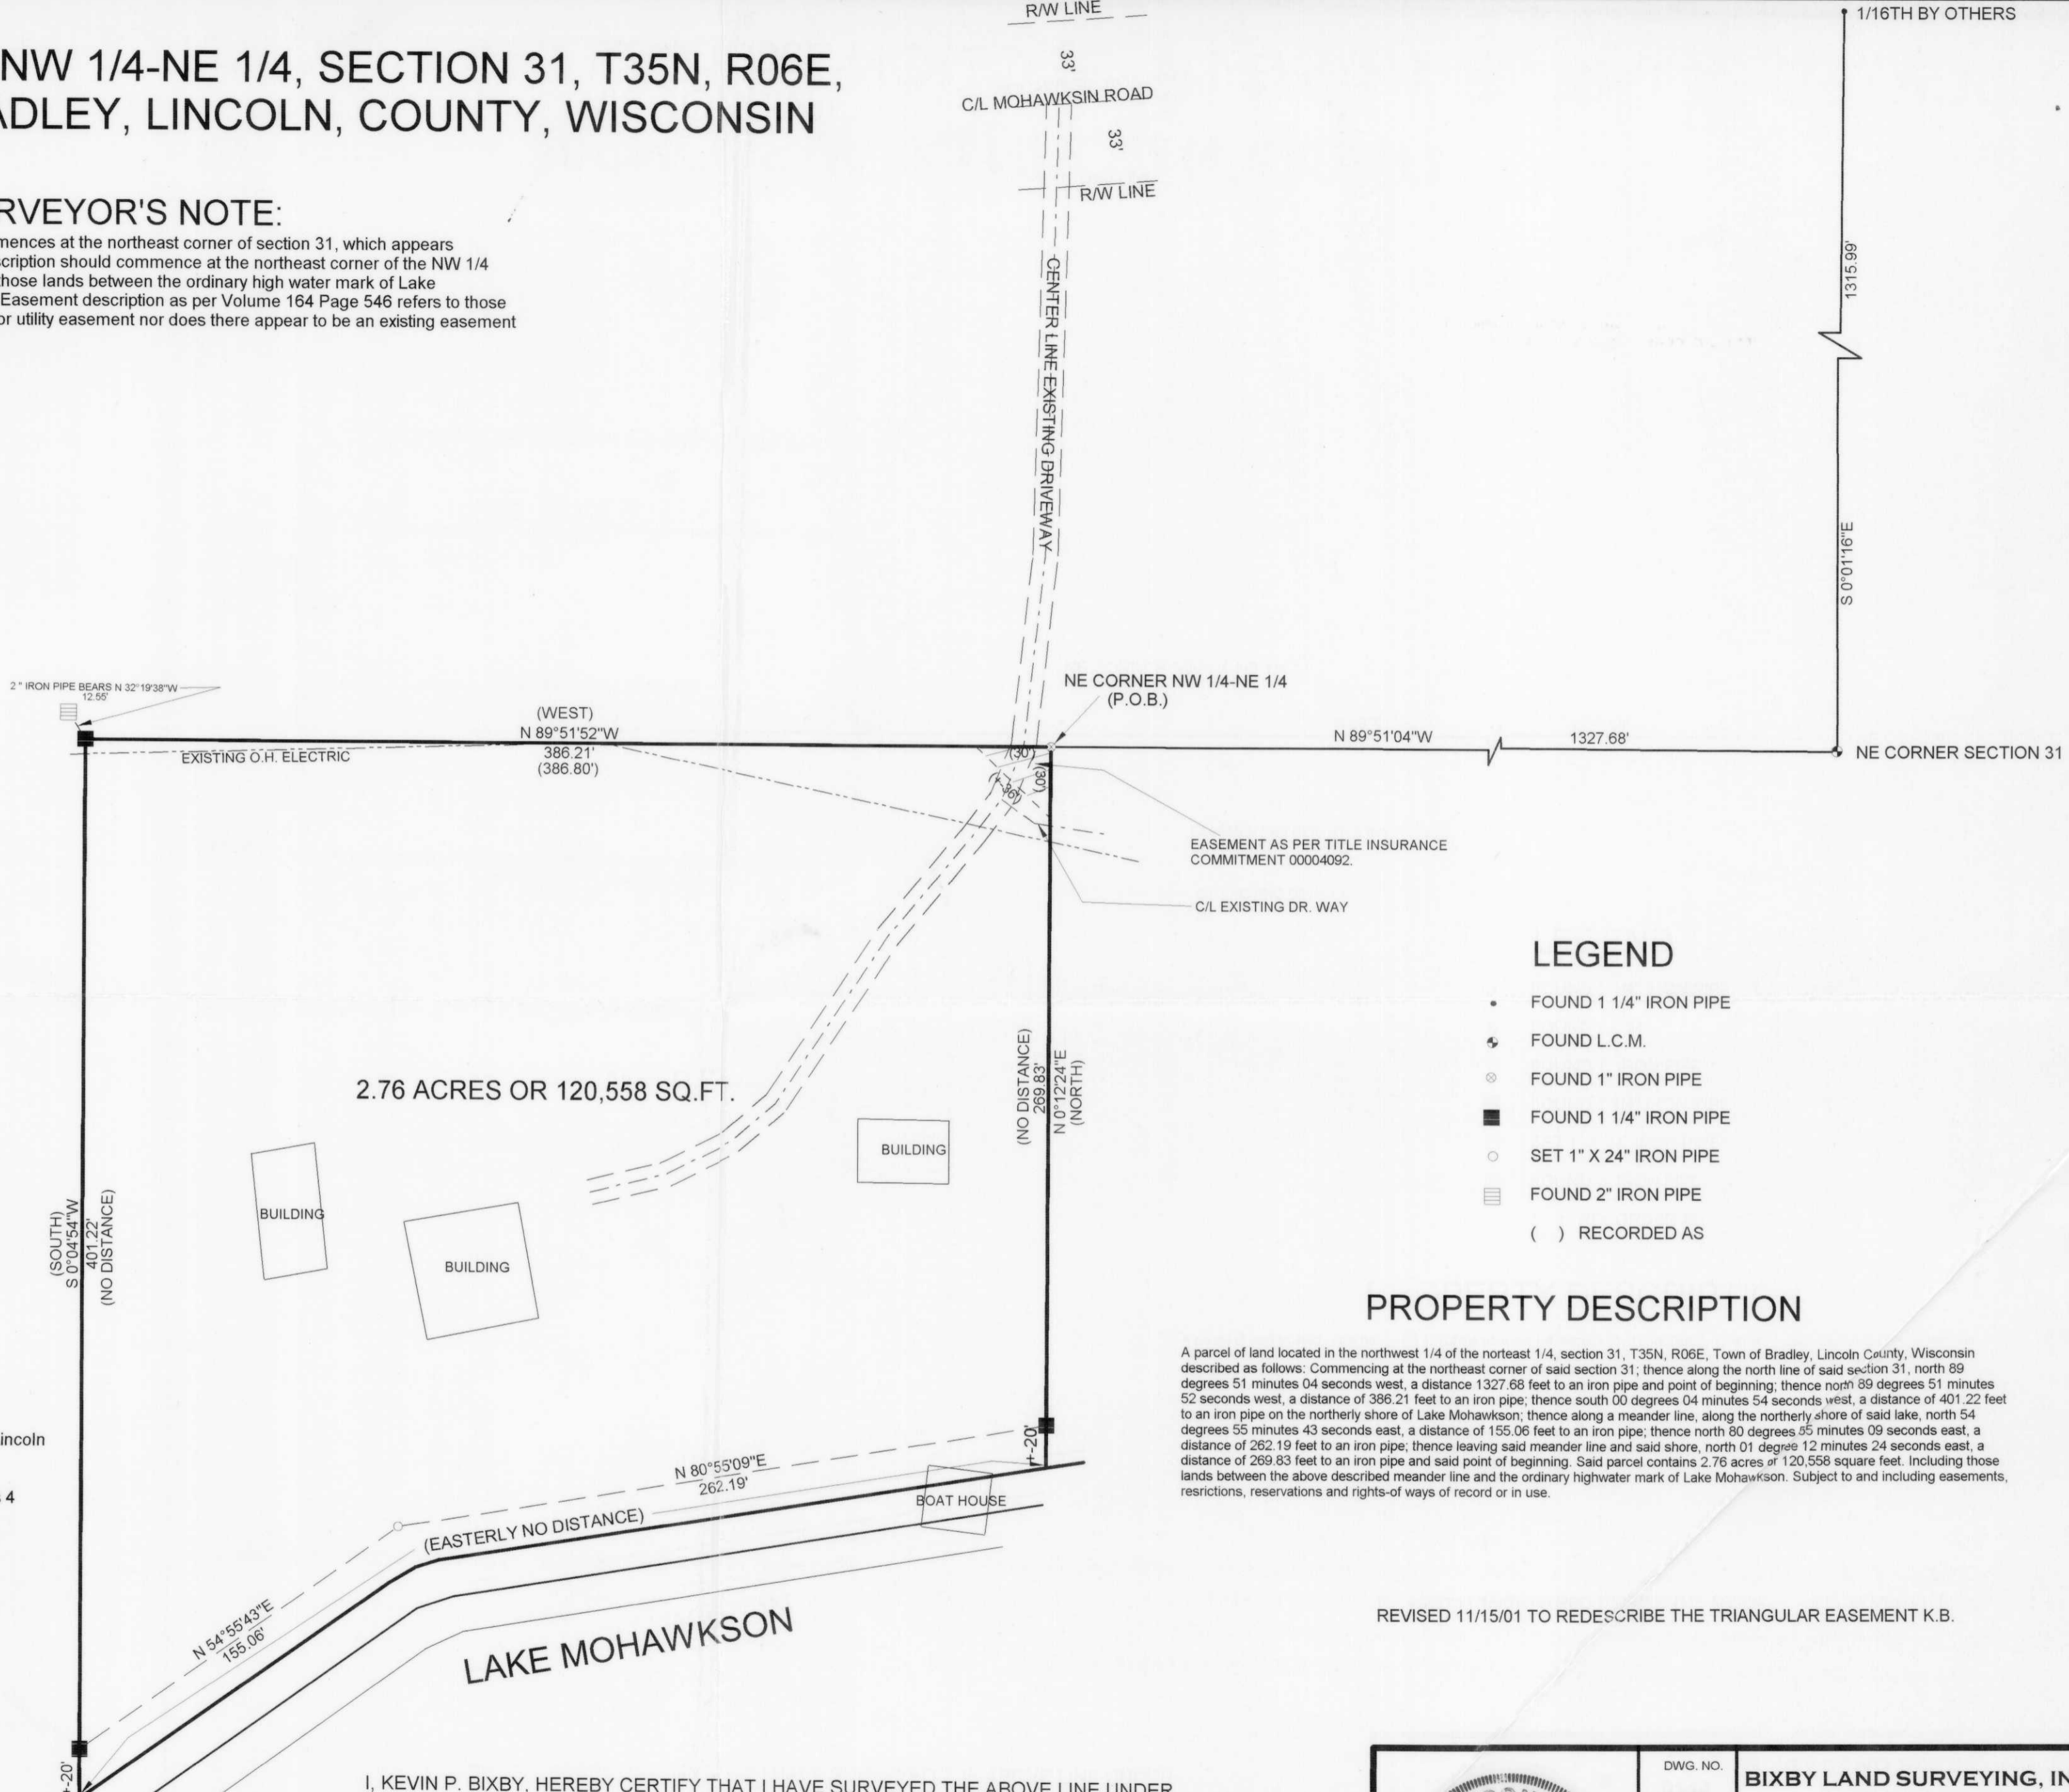 R/W LINE
1/16TH BY OTHERS
33'
NW 1/4-NE 1/4, SECTION 31, T35N, R06E,
ADLEY, LINCOLN, COUNTY, WISCONSIN
C/L MOHAWKSIN ROAD
33'
R/W LINE
RVEYOR'S NOTE:
mences at the northeast corner of section 31, which appears
cription should commence at the northeast corner of the NW 1/4
those lands between the ordinary high water mark of Lake
Easement description as per Volume 164 Page 546 refers to those
or utility easement nor does there appear to be an existing easement
CENTER LINE EXISTING DRIVEWAY
1315.99'
S 0°01'16"E
2 " IRON PIPE BEARS N 32°19'38"W
12.55'
NE CORNER NW 1/4-NE 1/4
(P.O.B.)
(WEST)
N 89°51'52"W
386.21'
(386.80')
EXISTING O.H. ELECTRIC
N 89°51'04"W
1327.68'
NE CORNER SECTION 31
(30')
(30')
EASEMENT AS PER TITLE INSURANCE
COMMITMENT 00004092.
C/L EXISTING DR. WAY
LEGEND
FOUND 1 1/4" IRON PIPE
FOUND L.C.M.
FOUND 1" IRON PIPE
FOUND 1 1/4" IRON PIPE
SET 1" X 24" IRON PIPE
FOUND 2" IRON PIPE
( ) RECORDED AS
(NO DISTANCE)
269.83'
N 0°12'24"E
(NORTH)
2.76 ACRES OR 120,558 SQ.FT.
BUILDING
BUILDING
BUILDING
(SOUTH)
S 0°04'54"W
401.22'
(NO DISTANCE)
PROPERTY DESCRIPTION
A parcel of land located in the northwest 1/4 of the norteast 1/4, section 31, T35N, R06E, Town of Bradley, Lincoln County, Wisconsin
described as follows: Commencing at the northeast corner of said section 31; thence along the north line of said section 31, north 89
degrees 51 minutes 04 seconds west, a distance 1327.68 feet to an iron pipe and point of beginning; thence north 89 degrees 51 minutes
52 seconds west, a distance of 386.21 feet to an iron pipe; thence south 00 degrees 04 minutes 54 seconds west, a distance of 401.22 feet
to an iron pipe on the northerly shore of Lake Mohawkson; thence along a meander line, along the northerly shore of said lake, north 54
degrees 55 minutes 43 seconds east, a distance of 155.06 feet to an iron pipe; thence north 80 degrees 55 minutes 09 seconds east, a
distance of 262.19 feet to an iron pipe; thence leaving said meander line and said shore, north 01 degree 12 minutes 24 seconds east, a
distance of 269.83 feet to an iron pipe and said point of beginning. Said parcel contains 2.76 acres or 120,558 square feet. Including those
lands between the above described meander line and the ordinary highwater mark of Lake Mohawkson. Subject to and including easements,
resrictions, reservations and rights-of ways of record or in use.
incoln
4
+-20'
N 80°55'09"E
262.19'
BOAT HOUSE
(EASTERLY NO DISTANCE)
N 54°55'43"E
155.06'
LAKE MOHAWKSON
REVISED 11/15/01 TO REDESCRIBE THE TRIANGULAR EASEMENT K.B.
-20'
I, KEVIN P. BIXBY, HEREBY CERTIFY THAT I HAVE SURVEYED THE ABOVE LINE UNDER
DWG. NO.
BIXBY LAND SURVEYING,